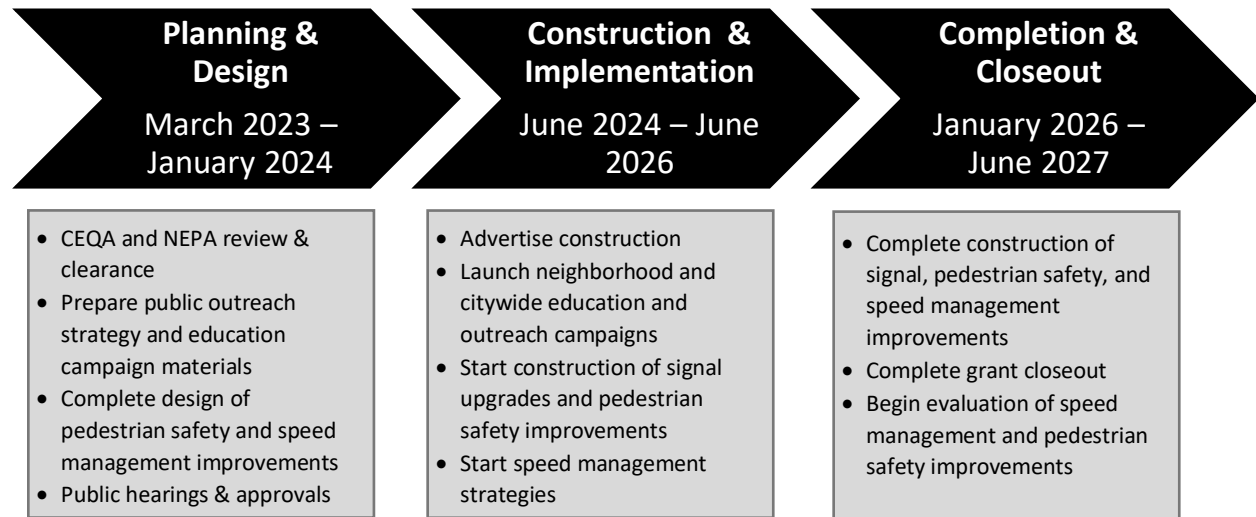 Planning &
Design
March 2023 –
January 2024
Construction & 
Implementation
June 2024 – June
2026
Completion &
Closeout
January 2026 –
June 2027
• CEQA and NEPA review &
clearance
• Prepare public outreach
strategy and education
campaign materials
• Complete design of
pedestrian safety and speed
management improvements
• Public hearings & approvals
• Advertise construction
• Launch neighborhood and
citywide education and
outreach campaigns
• Start construction of signal
upgrades and pedestrian
safety improvements
• Start speed management
strategies
• Complete construction of
signal, pedestrian safety, and
speed management
improvements
• Complete grant closeout
• Begin evaluation of speed
management and pedestrian
safety improvements